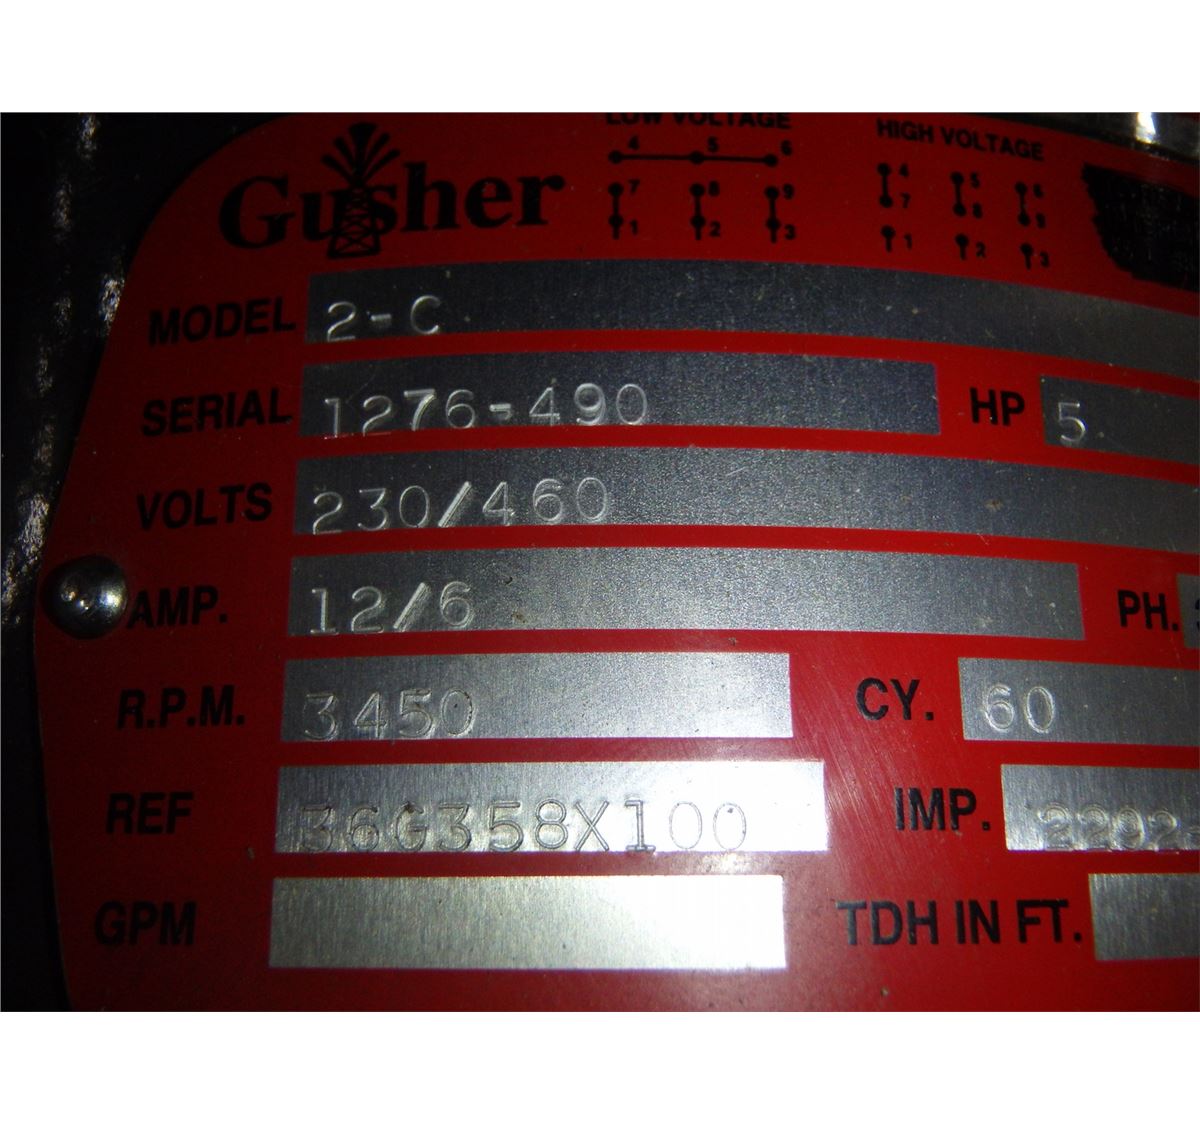 LOW VOLTAGE
HIGH VOLTAGE
Gusher
4 5 6
7 8 9
1 2 3
4 5 6
7 8 9
1 2 3
MODEL 2-C
SERIAL 1276-490 HP 5
VOLTS 230/460
AMP. 12/6 PH.
R.P.M. 3450 CY. 60
REF 36G358X100 IMP. 2292-
GPM TDH IN FT.